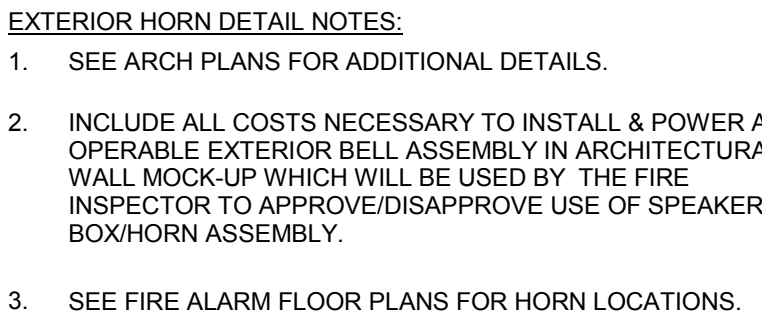 EXTERIOR HORN DETAIL NOTES:
1. SEE ARCH PLANS FOR ADDITIONAL DETAILS.
2. INCLUDE ALL COSTS NECESSARY TO INSTALL & POWER A
OPERABLE EXTERIOR BELL ASSEMBLY IN ARCHITECTURA
WALL MOCK-UP WHICH WILL BE USED BY THE FIRE
INSPECTOR TO APPROVE/DISAPPROVE USE OF SPEAKER
BOX/HORN ASSEMBLY.
3. SEE FIRE ALARM FLOOR PLANS FOR HORN LOCATIONS.